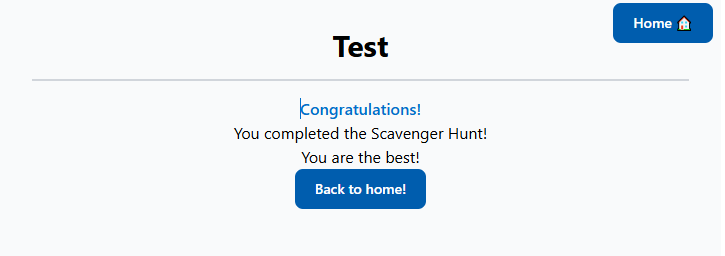 Home 🏠
Test
Congratulations!
You completed the Scavenger Hunt!
You are the best!
Back to home!